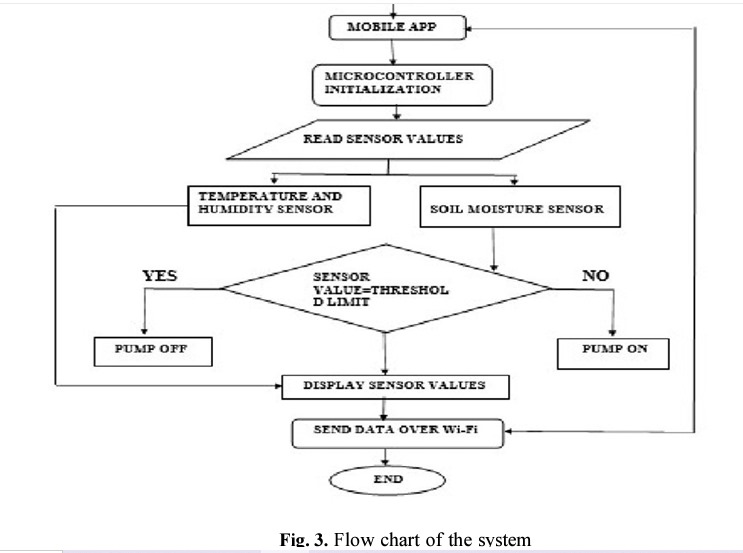 MOBILE APP
MICROCONTROLLER
INITIALIZATION
READ SENSOR VALUES
TEMPERATURE AND
HUMIDITY SENSOR
SOIL MOISTURE SENSOR
YES
SENSOR
VALUE=THRESHOL
D LIMIT
NO
PUMP OFF
PUMP ON
DISPLAY SENSOR VALUES
SEND DATA OVER Wi-Fi
END
Fig. 3. Flow chart of the system